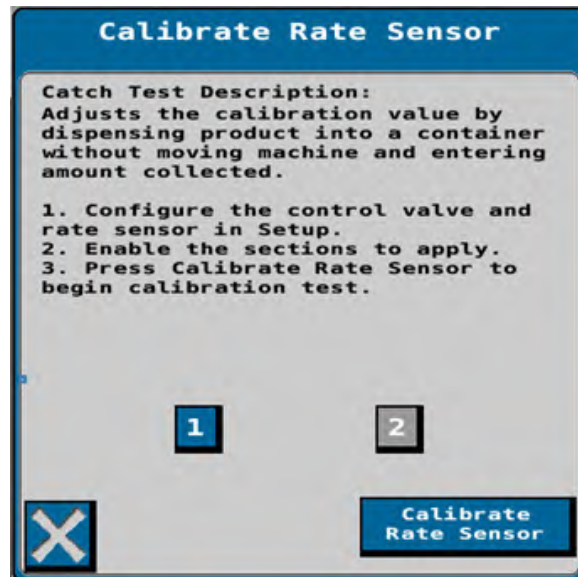 Calibrate Rate Sensor
Catch Test Description:
Adjusts the calibration value by
dispensing product into a container
without moving machine and entering
amount collected.
1. Configure the control valve and
rate sensor in Setup.
2. Enable the sections to apply.
3. Press Calibrate Rate Sensor to
begin calibration test.
1
2
Calibrate
Rate Sensor